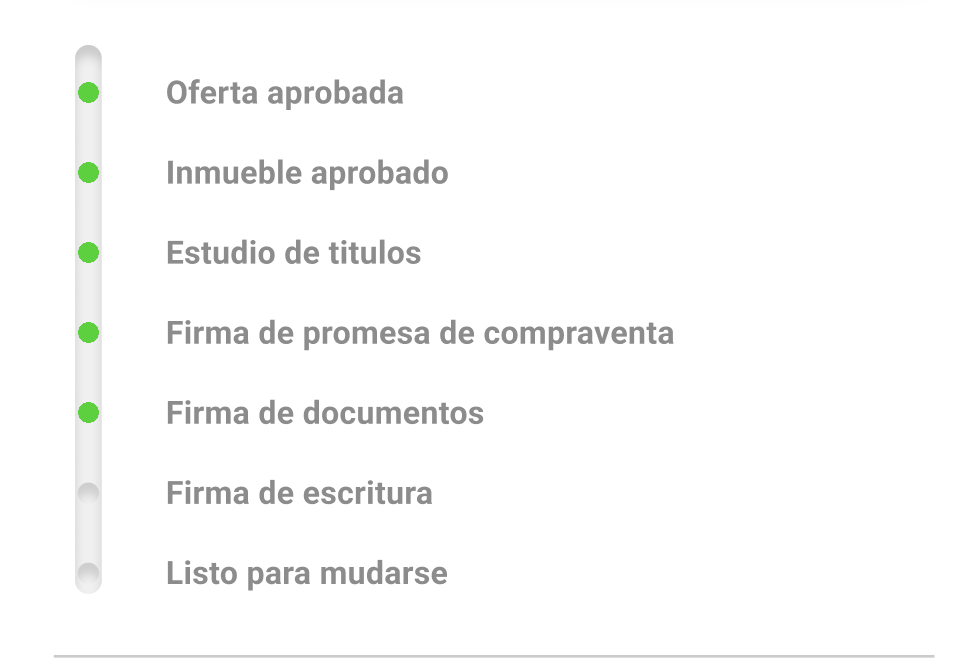 Oferta aprobada
Inmueble aprobado
Estudio de titulos
Firma de promesa de compraventa
Firma de documentos
Firma de escritura
Listo para mudarse